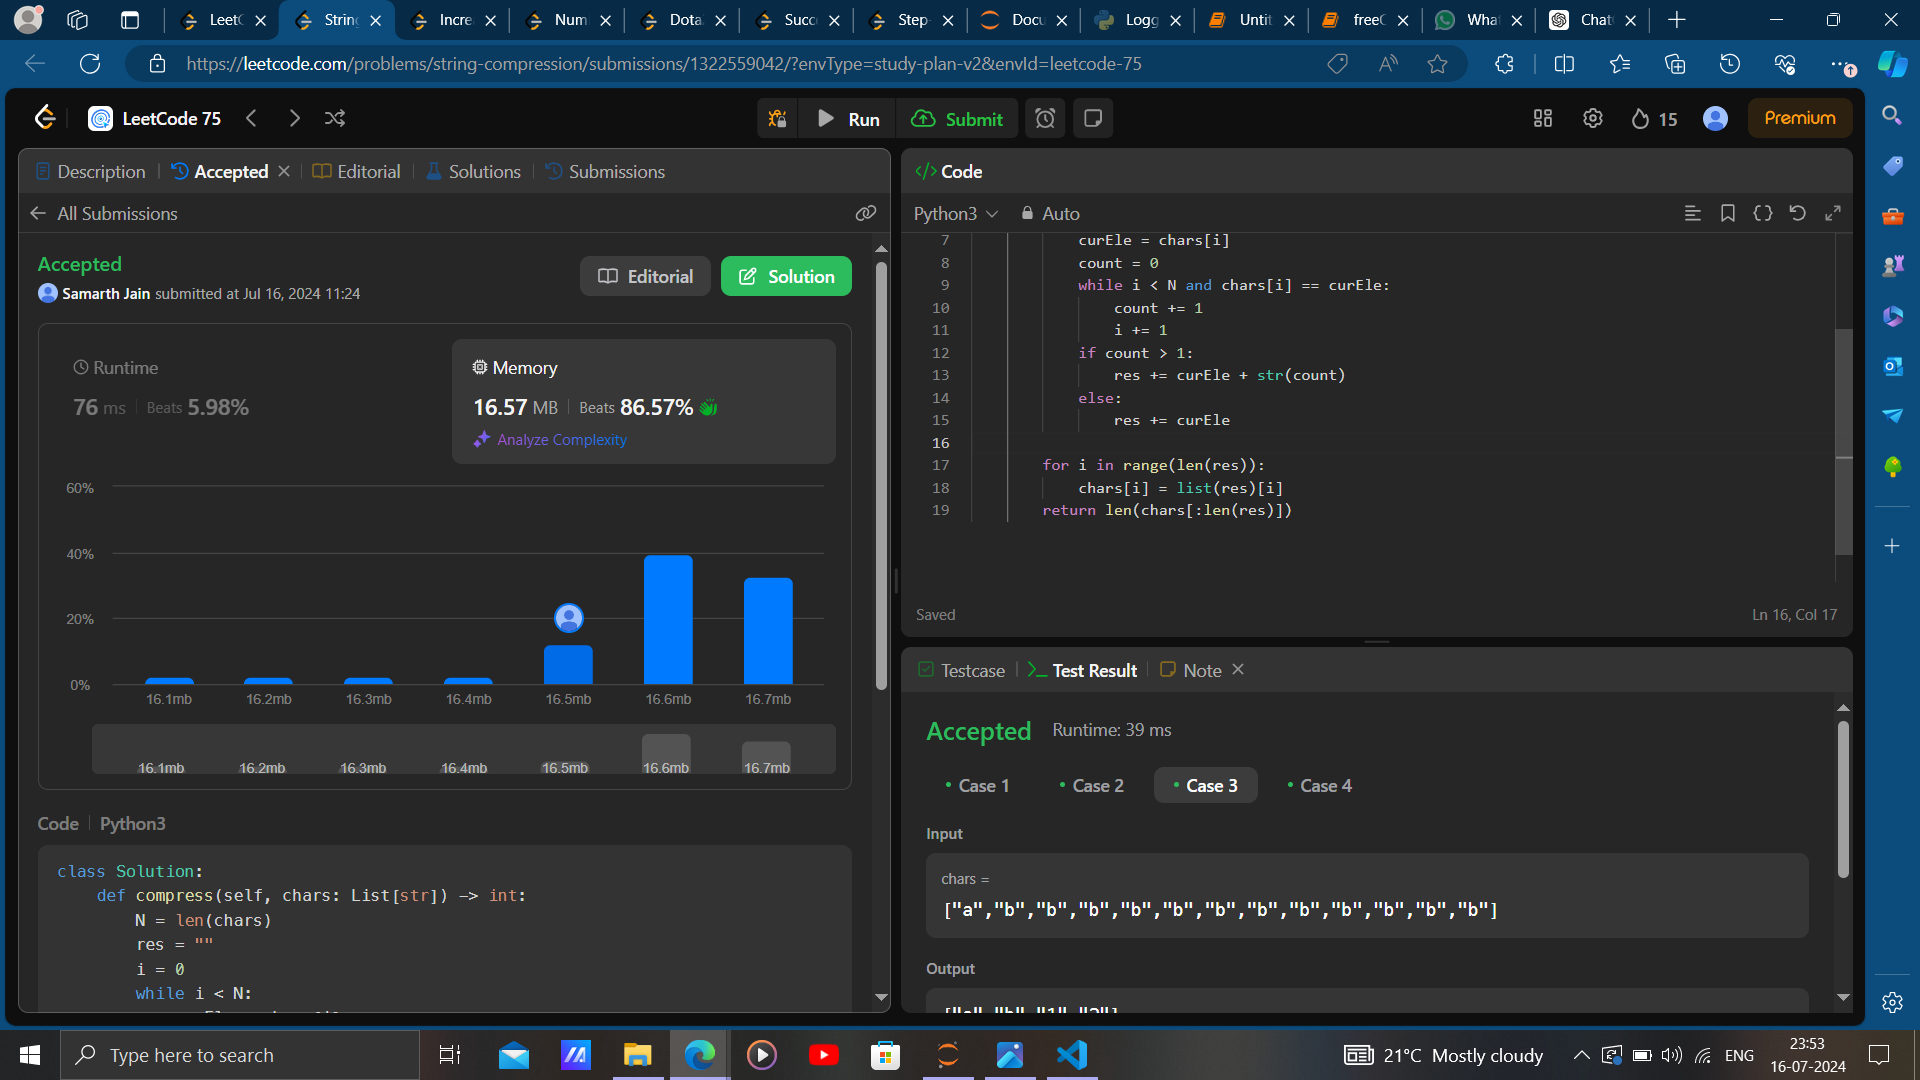 LeetC
String
Incre
Num
Dota
Succ
Step-
Docu
Logg
Untit
freeC
What
Chat
https://leetcode.com/problems/string-compression/submissions/1322559042/?envType=study-plan-v2&envId=leetcode-75
LeetCode 75
Run
Submit
15
Premium
Description
Accepted
Editorial
Solutions
Submissions
All Submissions
Accepted
Samarth Jain submitted at Jul 16, 2024 11:24
Editorial
Solution
Runtime
76 ms
Beats 5.98%
Memory
16.57 MB
Beats 86.57%
Analyze Complexity
60%
40%
20%
0%
16.1mb 16.2mb 16.3mb 16.4mb 16.5mb 16.6mb 16.7mb
16.1mb 16.2mb 16.3mb 16.4mb 16.5mb 16.6mb 16.7mb
Code
Python3
class Solution:
def compress(self, chars: List[str]) -> int:
N = len(chars)
res = ""
i = 0
while i < N:
</> Code
Python3
Auto
7 curEle = chars[i]
8 count = 0
9 while i < N and chars[i] == curEle:
10 count += 1
11 i += 1
12 if count > 1:
13 res += curEle + str(count)
14 else:
15 res += curEle
16
17 for i in range(len(res)):
18 chars[i] = list(res)[i]
19 return len(chars[:len(res)])
Saved
Ln 16, Col 17
Testcase
Test Result
Note
Accepted
Runtime: 39 ms
Case 1
Case 2
Case 3
Case 4
Input
chars =
["a","b","b","b","b","b","b","b","b","b","b","b","b"]
Output
["a","b","1","2"]
Type here to search
21°C Mostly cloudy
ENG
23:53
16-07-2024